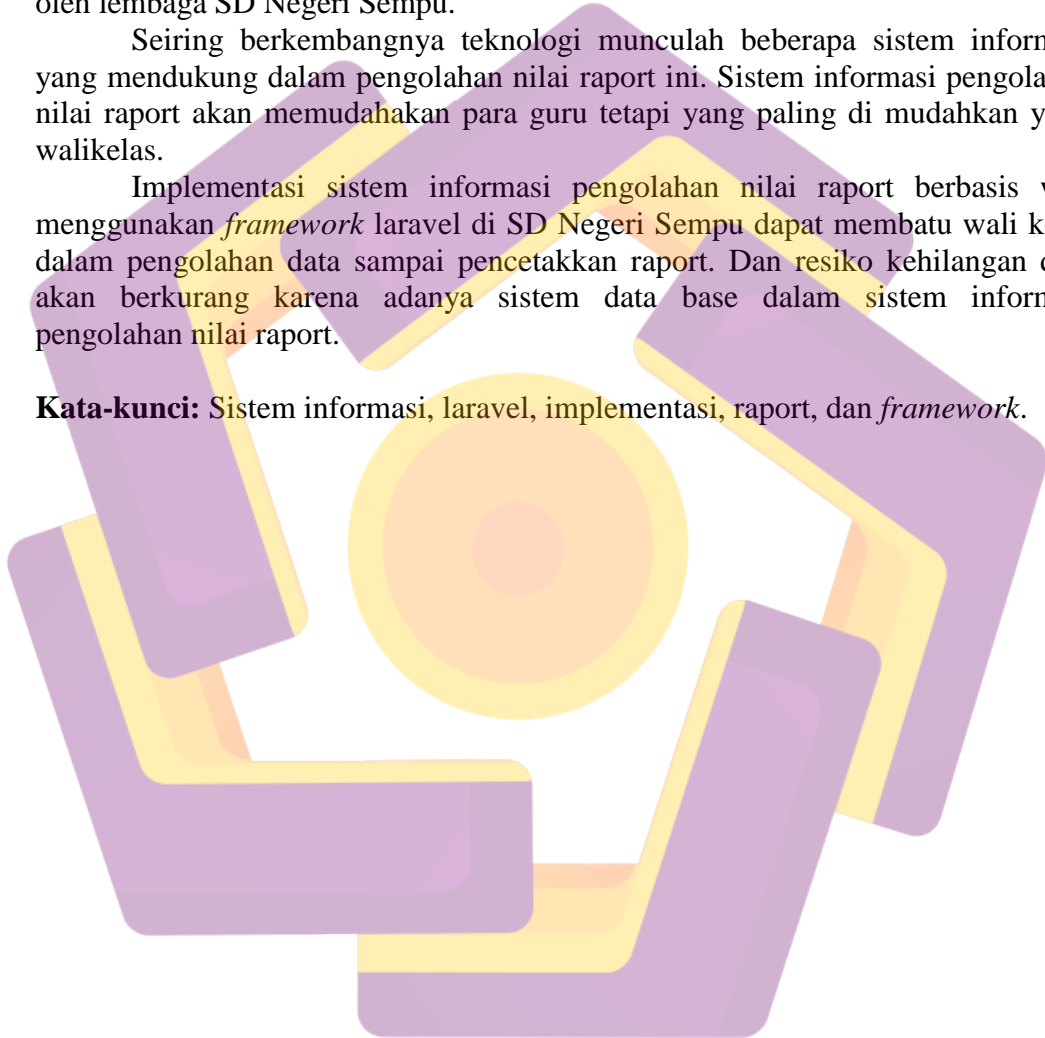 oleh lembaga SD Negeri Sempu.
Seiring berkembangnya teknologi munculah beberapa sistem inform
yang mendukung dalam pengolahan nilai raport ini. Sistem informasi pengola
nilai raport akan memudahakan para guru tetapi yang paling di mudahkan y
walikelas.
Implementasi sistem informasi pengolahan nilai raport berbasis w
menggunakan framework laravel di SD Negeri Sempu dapat membatu wali k
dalam pengolahan data sampai pencetakkan raport. Dan resiko kehilangan d
akan berkurang karena adanya sistem data base dalam sistem inform
pengolahan nilai raport.
Kata-kunci: Sistem informasi, laravel, implementasi, raport, dan framework.